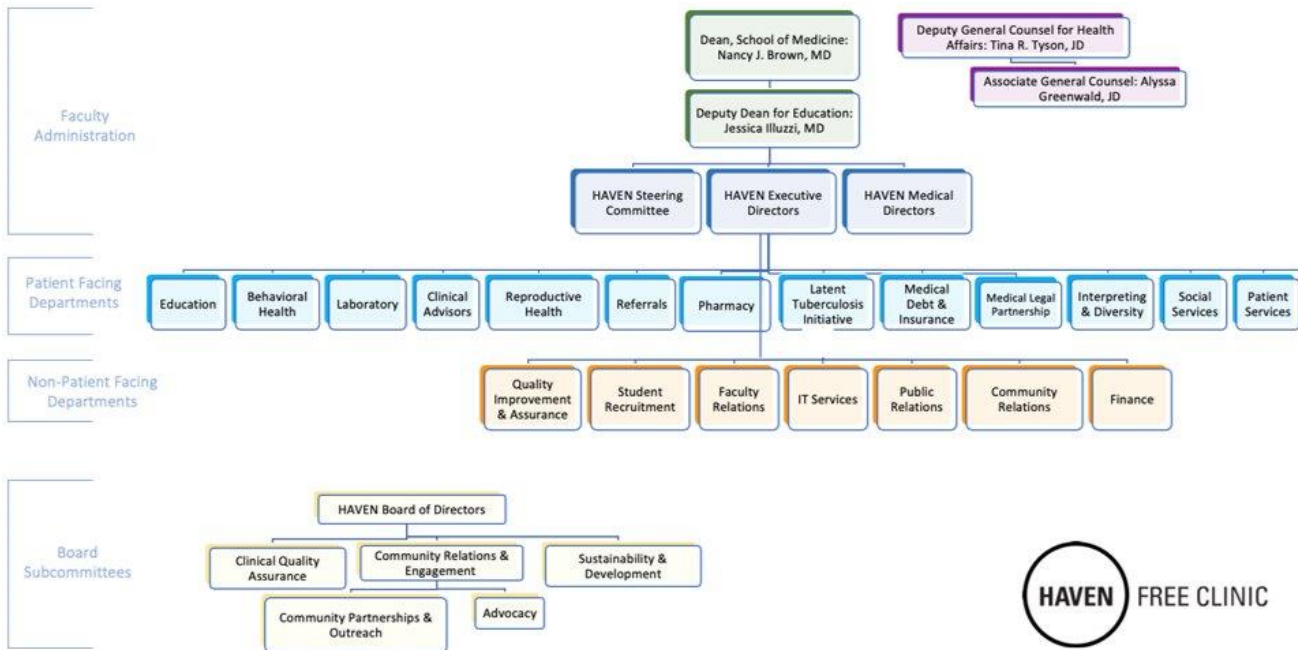 Faculty
Administration
Dean, School of Medicine:
Nancy J. Brown, MD
Deputy General Counsel for Health
Affairs: Tina R. Tyson, JD
Associate General Counsel: Alyssa
Greenwald, JD
Deputy Dean for Education:
Jessica Illuzzi, MD
HAVEN Steering
Committee
HAVEN Executive
Directors
HAVEN Medical
Directors
Patient Facing
Departments
Education
Behavioral
Health
Laboratory
Clinical
Advisors
Reproductive
Health
Referrals
Pharmacy
Latent
Tuberculosis
Initiative
Medical
Debt &
Insurance
Medical Legal
Partnership
Interpreting
& Diversity
Social
Services
Patient
Services
Non-Patient Facing
Departments
Quality
Improvement
& Assurance
Student
Recruitment
Faculty
Relations
IT Services
Public
Relations
Community
Relations
Finance
Board
Subcommittees
HAVEN Board of Directors
Clinical Quality
Assurance
Community Relations &
Engagement
Sustainability &
Development
Community Partnerships &
Outreach
Advocacy
HAVEN FREE CLINIC